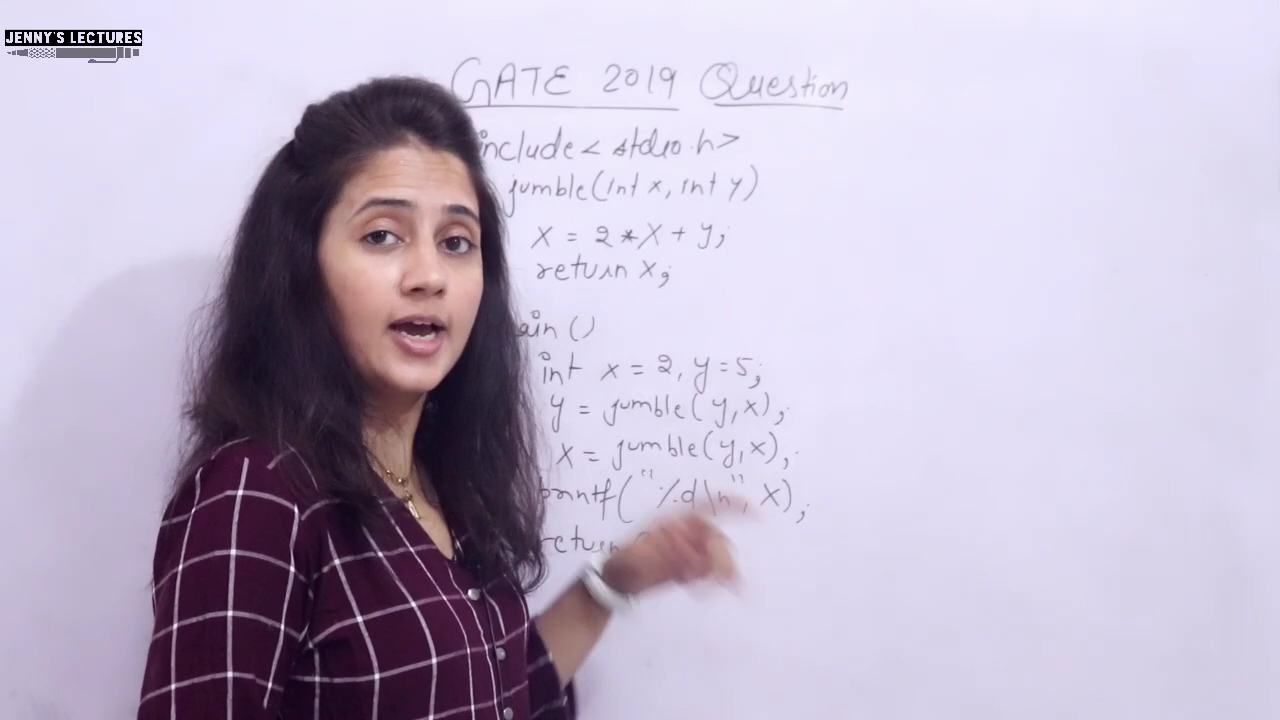 JENNY'S LECTURES
GATE 2019 Question
include< stdio.h>
jumble(int x, int y)
x = 2*x + y;
return x;
ain ()
int x = 2, y=5;
y = jumble( y,x);
x = jumble(y,x);
printf("%d\n", x);
return